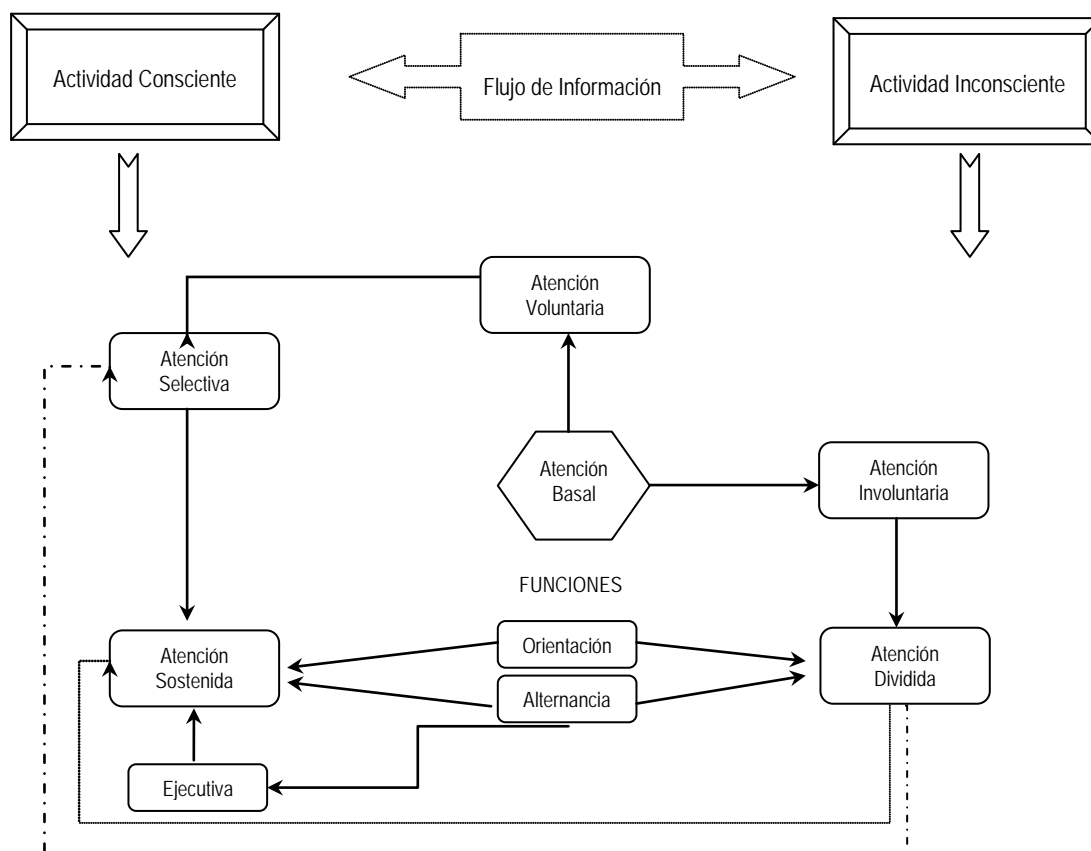 Actividad Consciente
Flujo de Información
Actividad Inconsciente
Atención
Voluntaria
Atención
Selectiva
Atención
Basal
Atención
Involuntaria
FUNCIONES
Atención
Sostenida
Orientación
Alternancia
Atención
Dividida
Ejecutiva